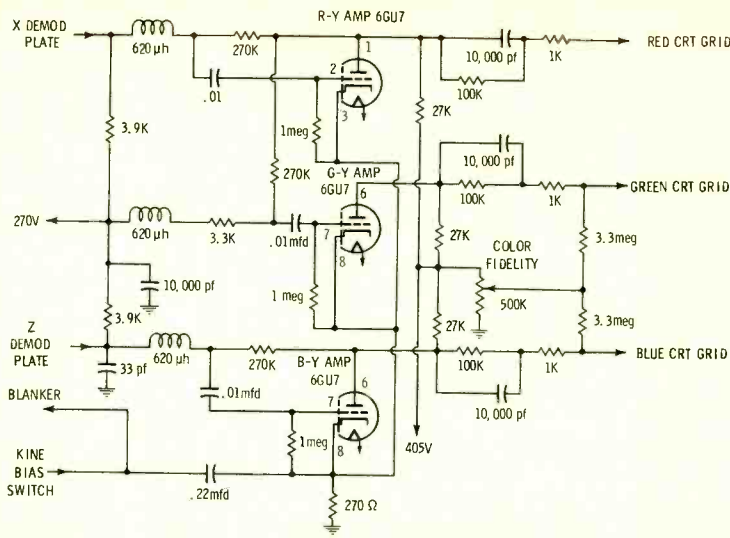 R-Y AMP 6GU7
X DEMOD
PLATE
620 µh
270K
1
10,000 pf
1K
RED CRT GRID
100K
.01
2
3
1meg
27K
3.9K
270K
G-Y AMP
6GU7
6
10,000 pf
100K
1K
GREEN CRT GRID
270V
620 µh
3.3K
.01mfd
7
8
27K
COLOR
FIDELITY
500K
3.3meg
10,000 pf
1 meg
3.9K
27K
3.3meg
Z
DEMOD
PLATE
620 µh
270K
B-Y AMP
6GU7
6
100K
1K
BLUE CRT GRID
33 pf
.01mfd
7
8
10,000 pf
BLANKER
1meg
405V
KINE
BIAS
SWITCH
.22mfd
270 Ω